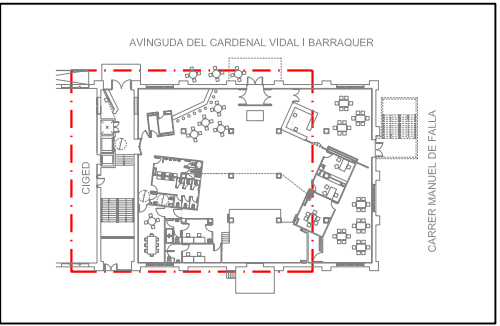 AVINGUDA DEL CARDENAL VIDAL I BARRAQUER
CIGED
CARRER MANUEL DE FALLA